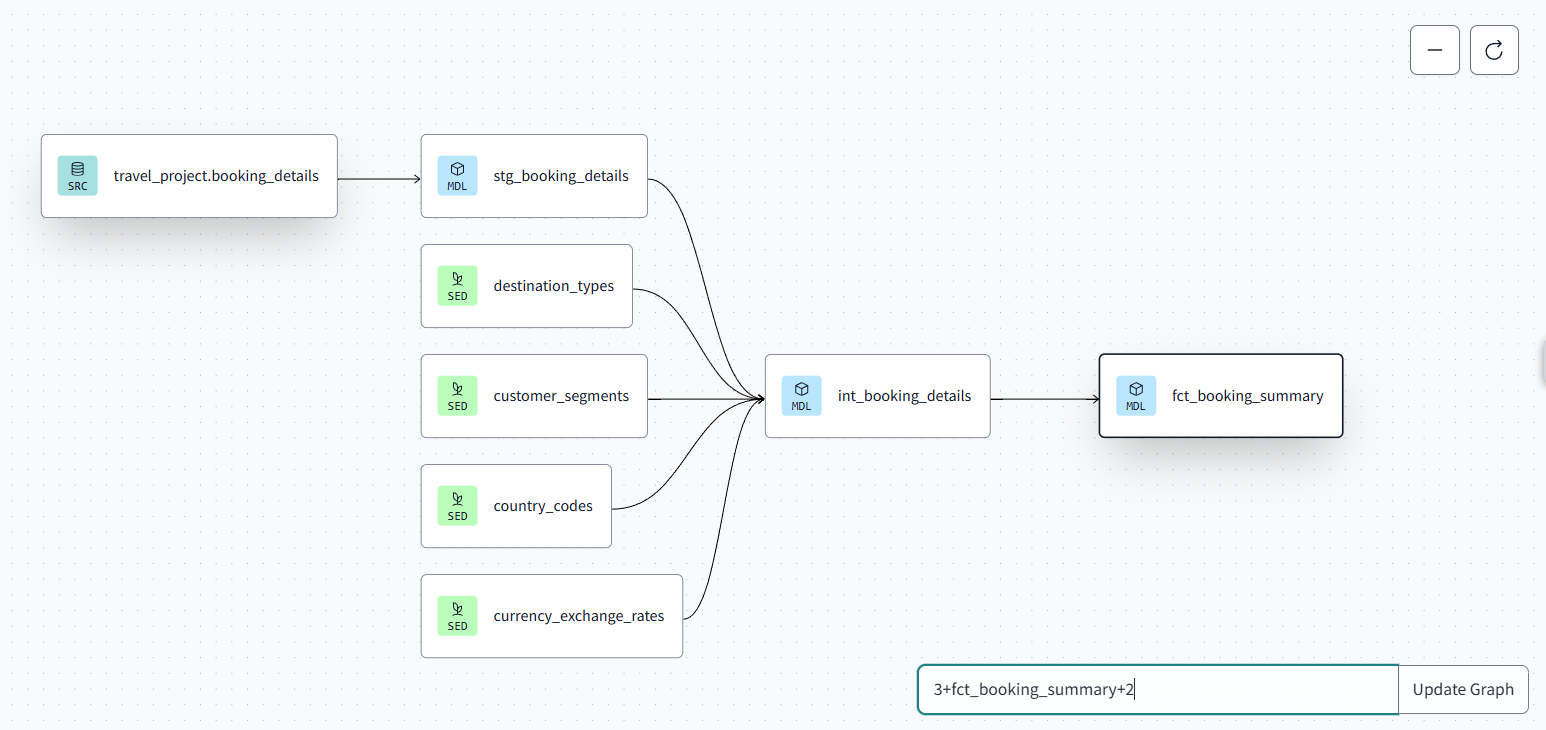 SRC
travel_project.booking_details
MDL
stg_booking_details
SED
destination_types
SED
customer_segments
SED
country_codes
SED
currency_exchange_rates
MDL
int_booking_details
MDL
fct_booking_summary
3+fct_booking_summary+2
Update Graph